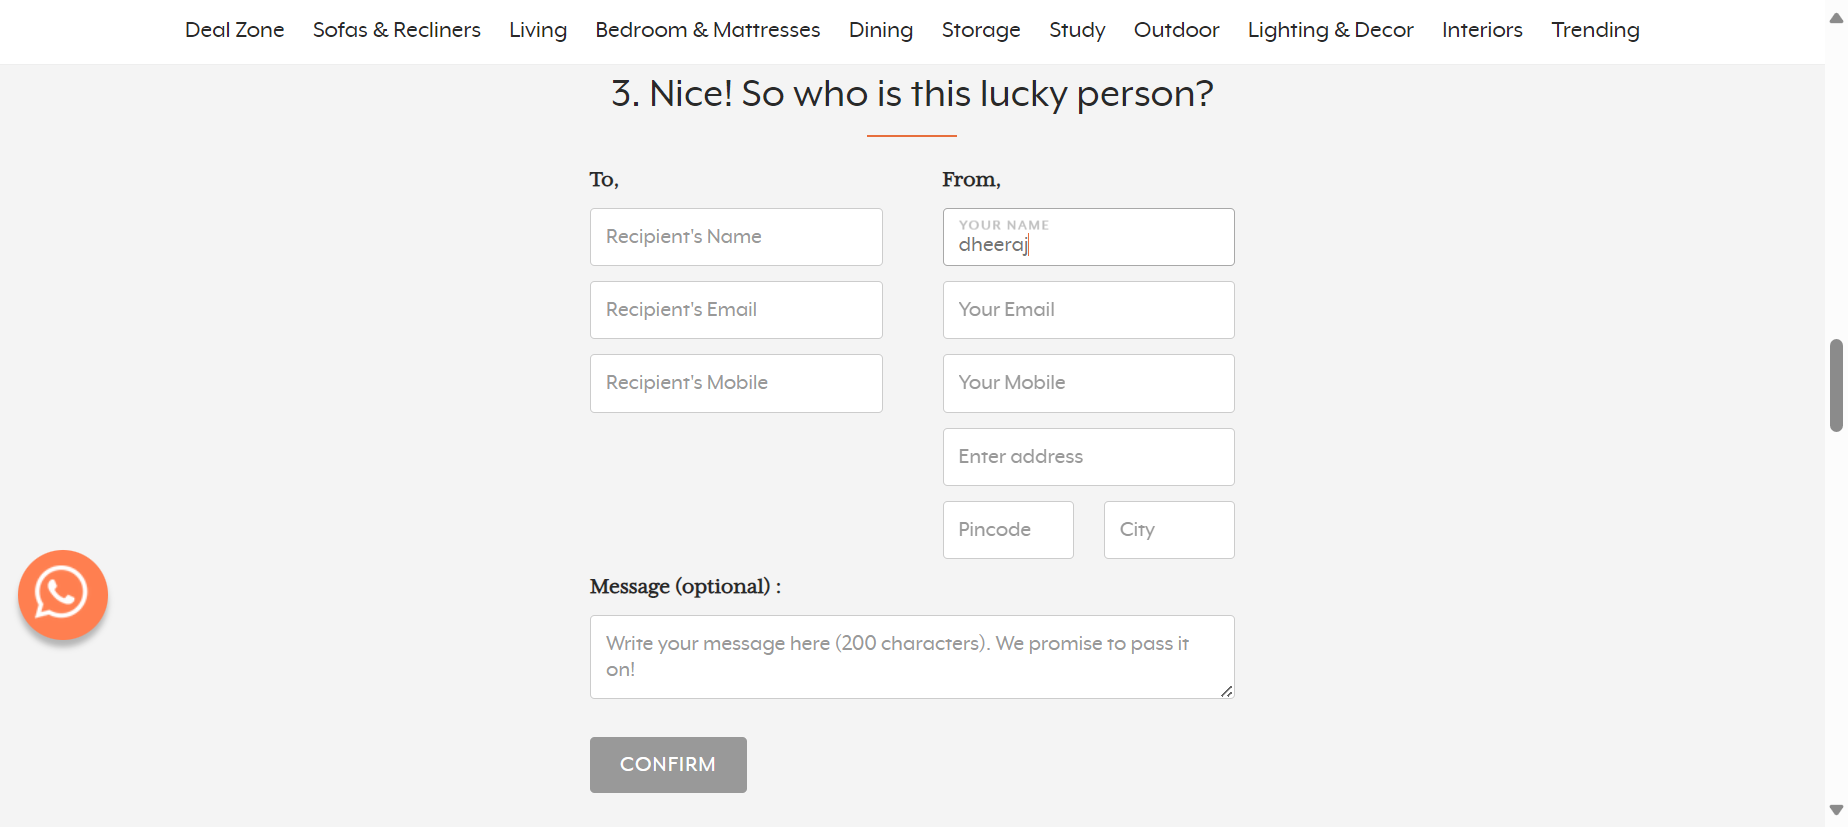 Deal Zone Sofas & Recliners Living Bedroom & Mattresses Dining Storage Study Outdoor Lighting & Decor Interiors Trending
3. Nice! So who is this lucky person?
To,
Recipient's Name
Recipient's Email
Recipient's Mobile
From,
YOUR NAME
dheeraj
Your Email
Your Mobile
Enter address
Pincode City
Message (optional) :
Write your message here (200 characters). We promise to pass it
on!
CONFIRM